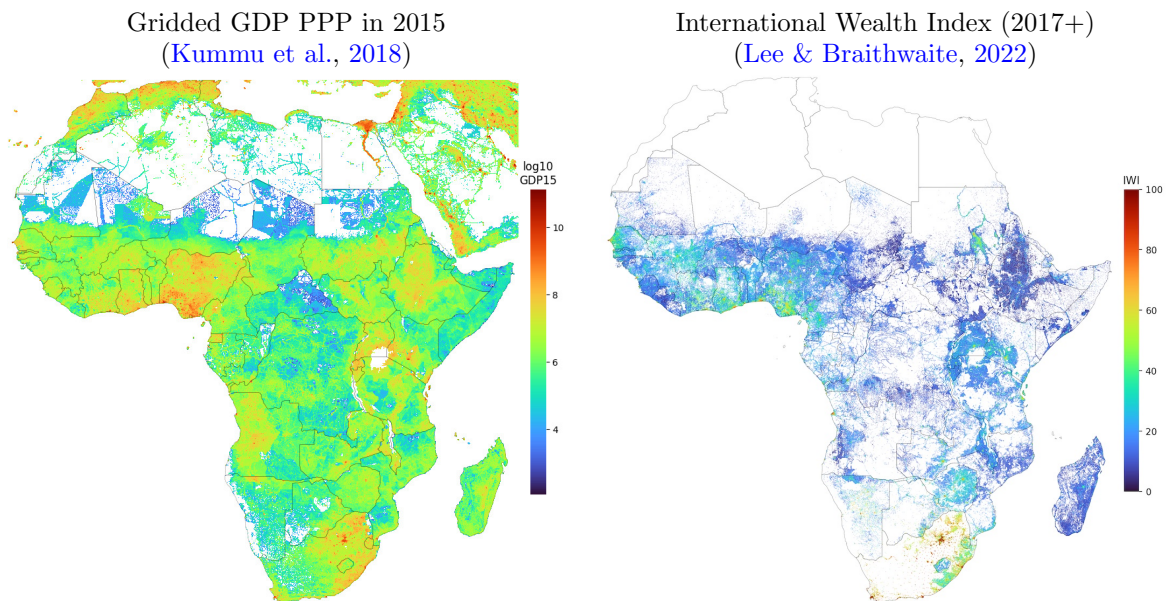 Gridded GDP PPP in 2015
(Kummu et al., 2018)
log10
GDP15
10
8
6
4
International Wealth Index (2017+)
(Lee & Braithwaite, 2022)
IWI
100
80
60
40
20
0